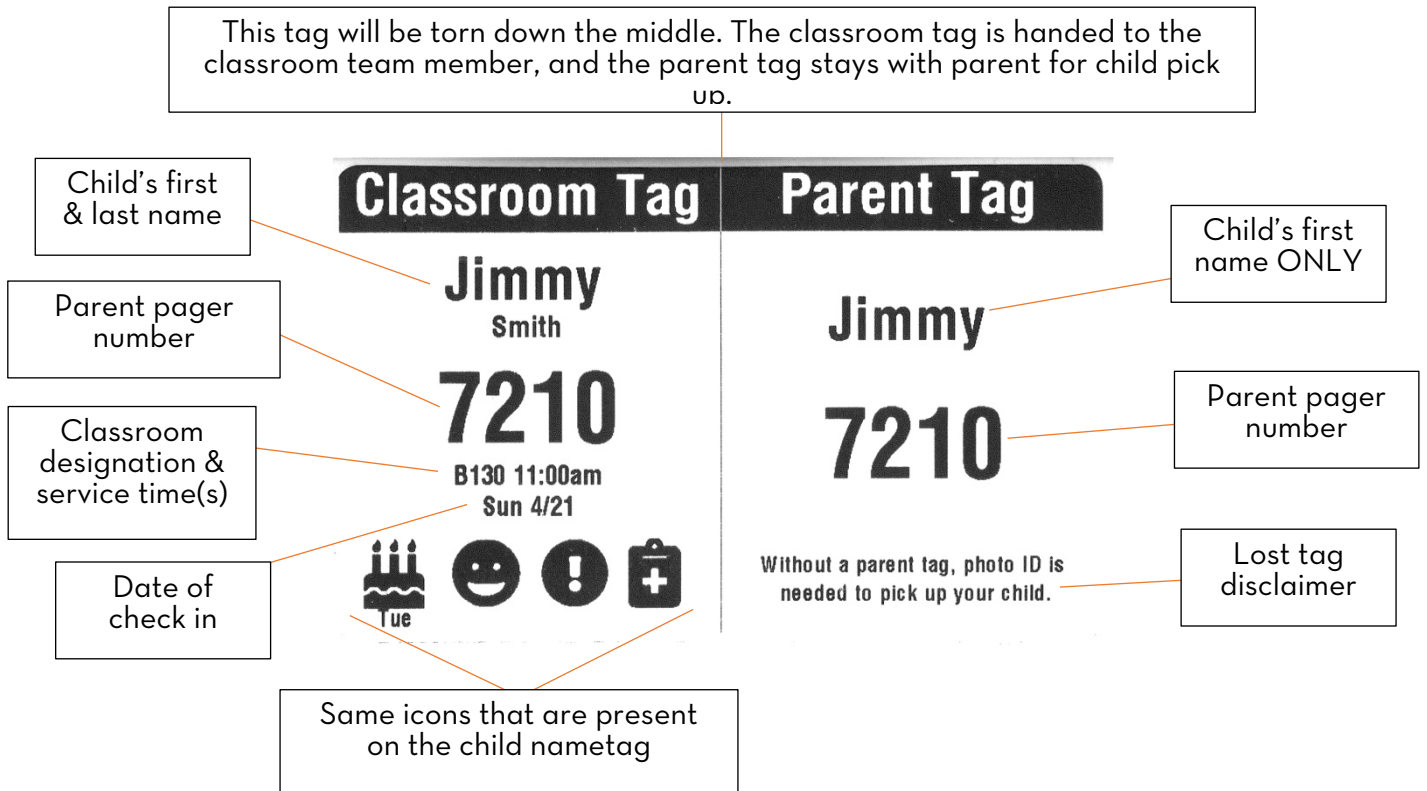 This tag will be torn down the middle. The classroom tag is handed to the
classroom team member, and the parent tag stays with parent for child pick
up.
Child's first
& last name
Parent pager
number
Classroom
designation &
service time(s)
Date of
check in
Classroom Tag
Jimmy
Smith
7210
B130 11:00am
Sun 4/21
Tue
Parent Tag
Jimmy
7210
Without a parent tag, photo ID is
needed to pick up your child.
Child's first
name ONLY
Parent pager
number
Lost tag
disclaimer
Same icons that are present
on the child nametag